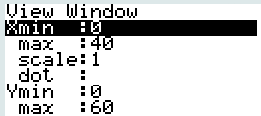 View Window
Xmin :0
max :40
scale:1
dot :
Ymin :0
max :60